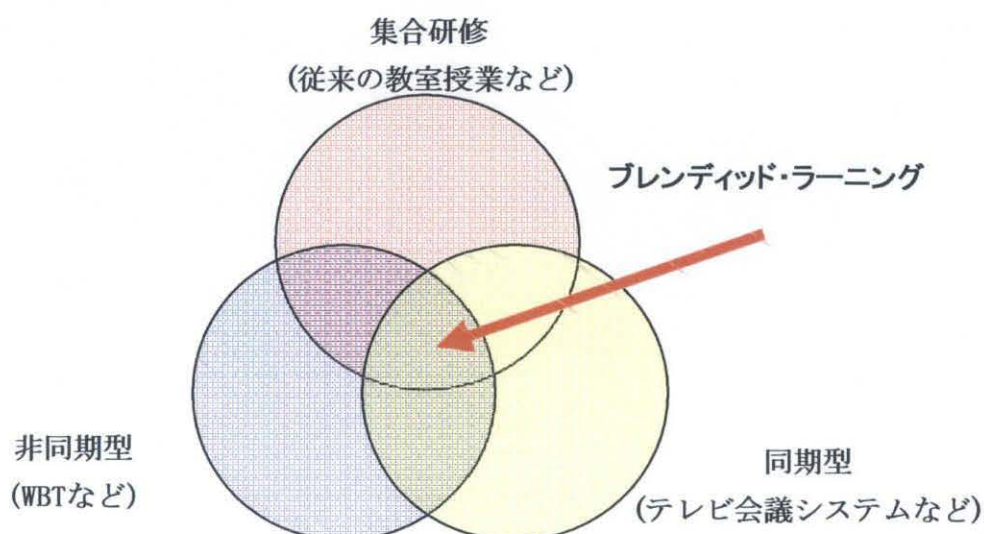 集合研修
(従来の教室授業など)
ブレンディッド・ラーニング
非同期型
(WBTなど)
同期型
(テレビ会議システムなど)